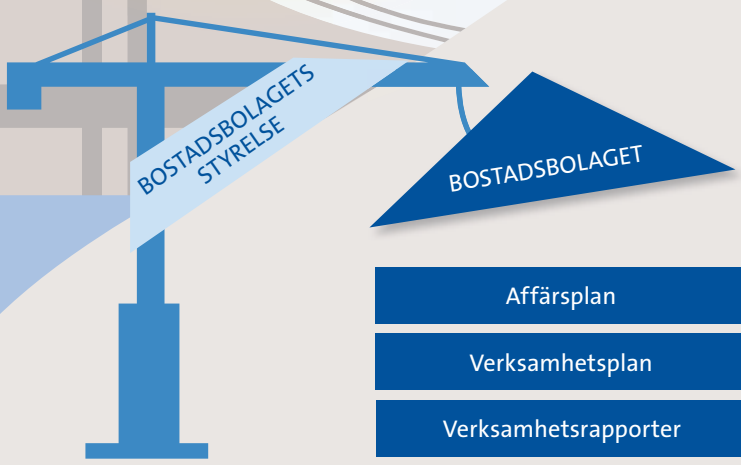 BOSTADSBOLAGETS
STYRELSE
BOSTADSBOLAGET
Affärsplan
Verksamhetsplan
Verksamhetsrapporter